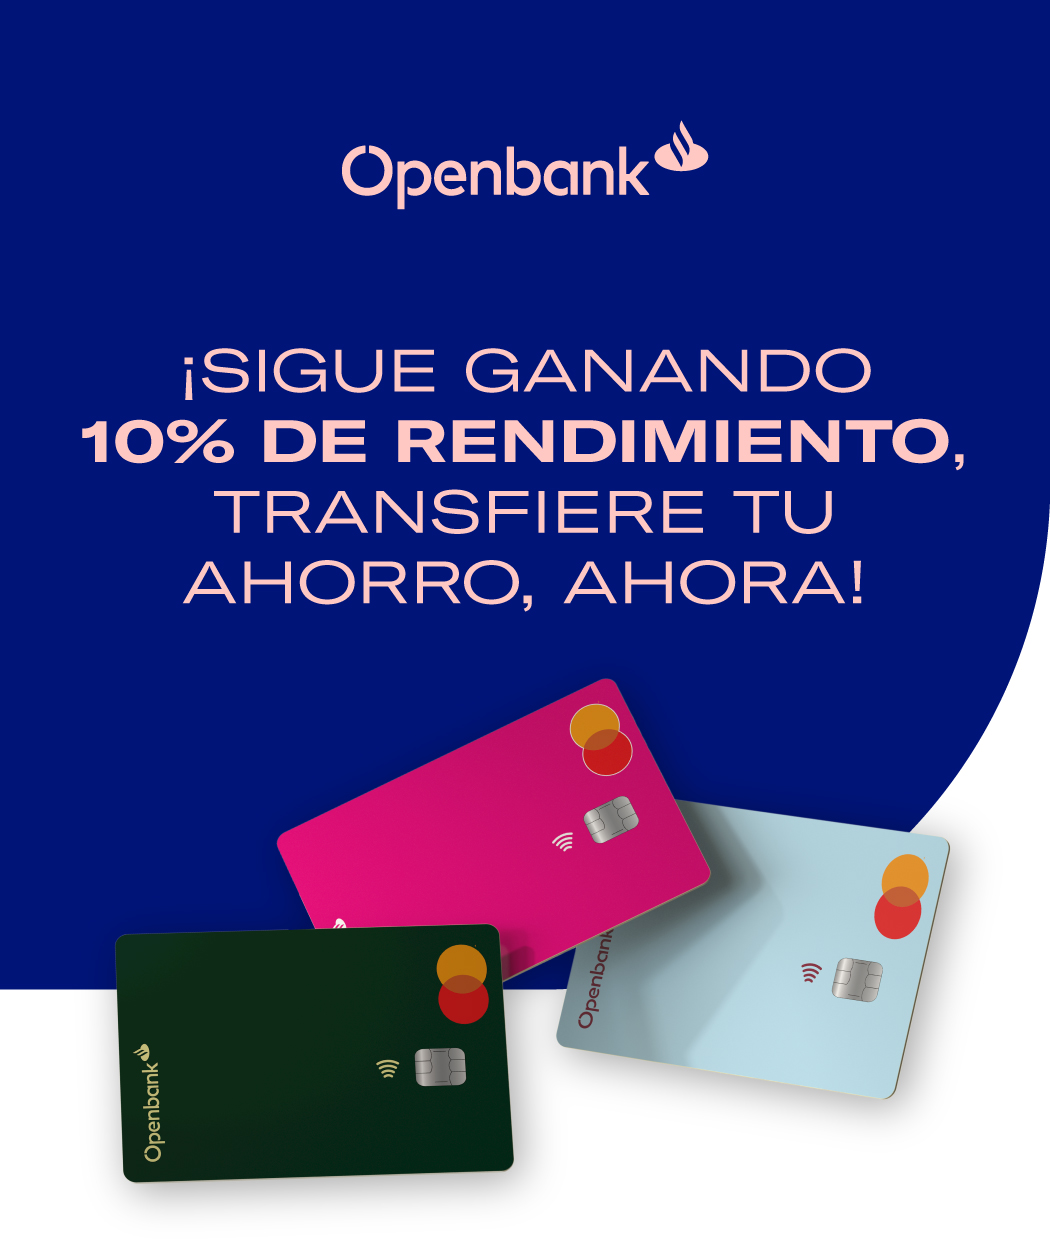 Openbank
¡SIGUE GANANDO
10% DE RENDIMIENTO,
TRANSFIERE TU
AHORRO, AHORA!
Openbank
Openbank